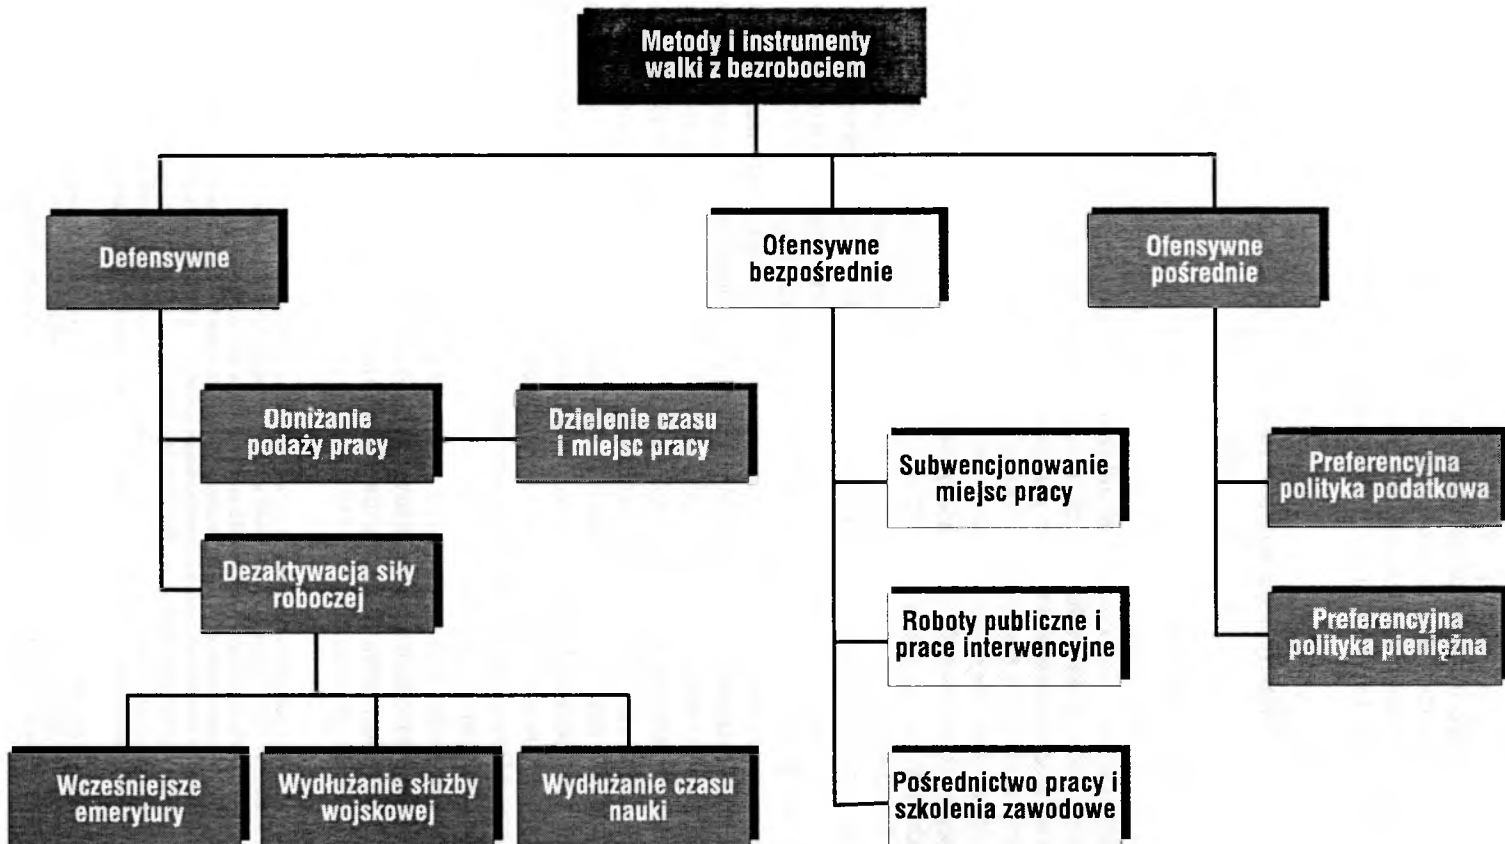 Metody i instrumenty
walki z bezrobociem
Defensywne
Ofensywne
bezpośrednie
Ofensywne
pośrednie
Obniżanie
podaży pracy
Dzielenie czasu
i miejsc pracy
Subwencjonowanie
miejsc pracy
Preferencyjna
polityka podatkowa
Dezaktywacja siły
roboczej
Roboty publiczne i
prace interwencyjne
Preferencyjna
polityka pieniężna
Wcześniejsze
emerytury
Wydłużanie służby
wojskowej
Wydłużanie czasu
nauki
Pośrednictwo pracy i
szkolenia zawodowe